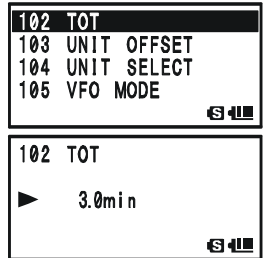 102 TOT
103 UNIT OFFSET
104 UNIT SELECT
105 VFO MODE
S
102 TOT
3.0min
S